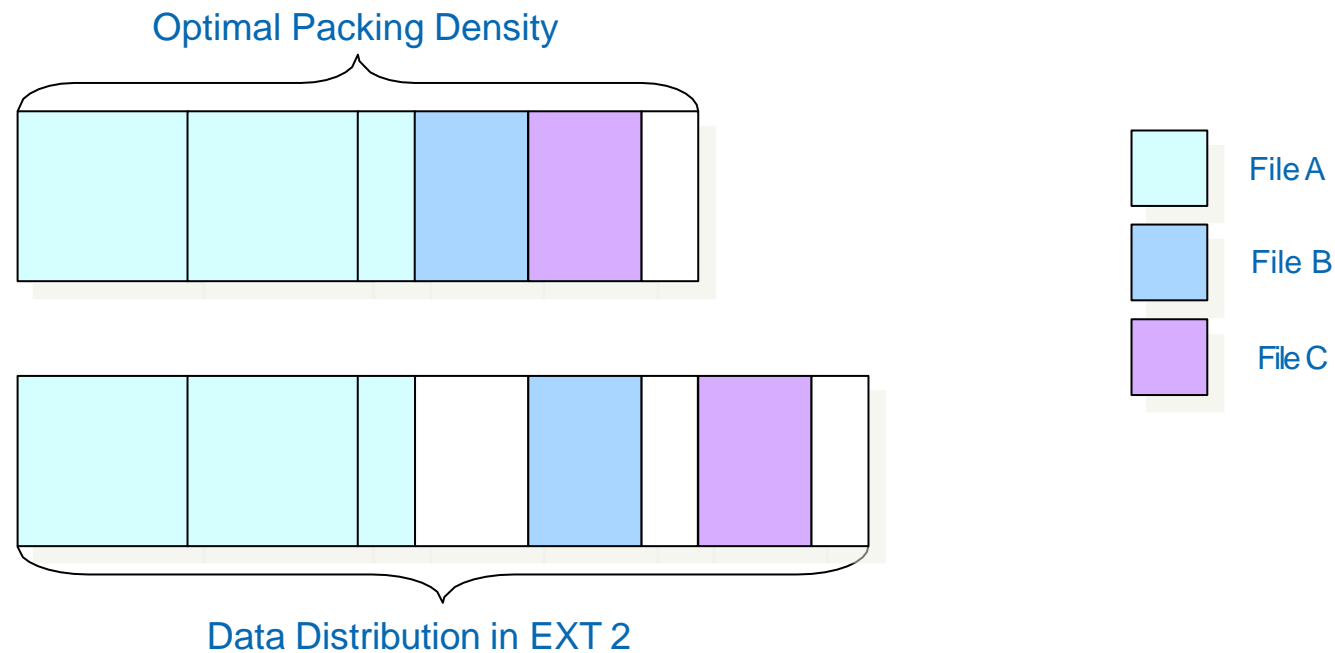 Optimal Packing Density
File A
File B
File C
Data Distribution in EXT 2